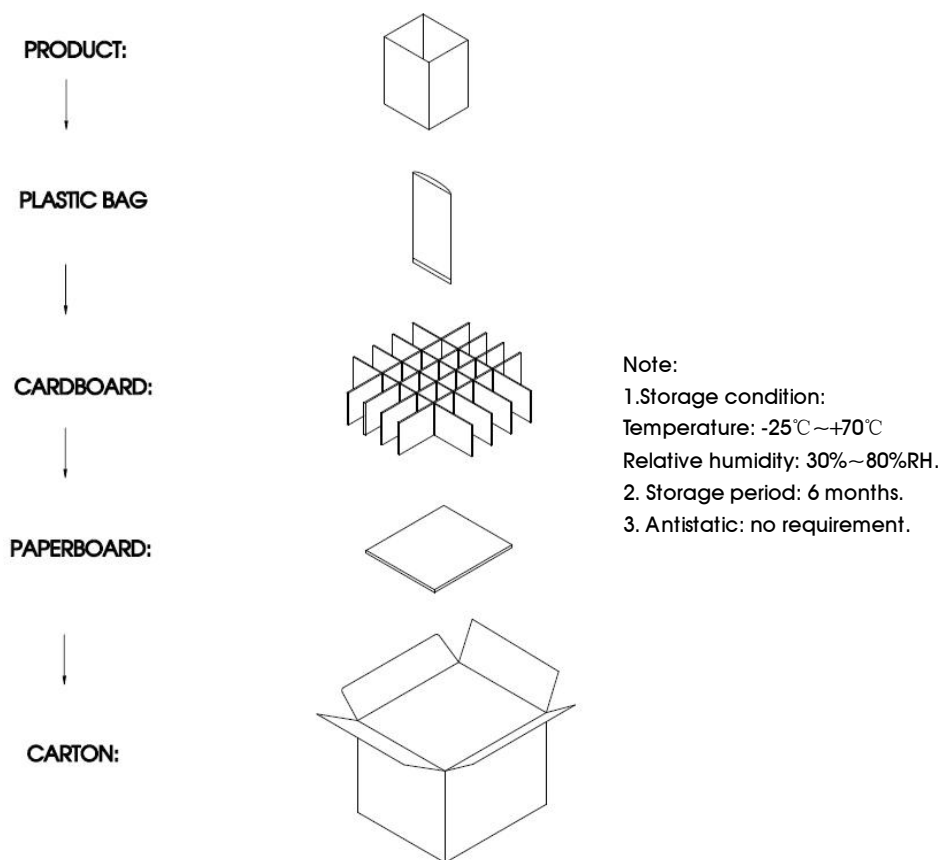 PRODUCT:
PLASTIC BAG
CARDBOARD:
PAPERBOARD:
CARTON:
Note:
1.Storage condition:
Temperature: -25℃~+70℃
Relative humidity: 30%~80%RH.
2. Storage period: 6 months.
3. Antistatic: no requirement.